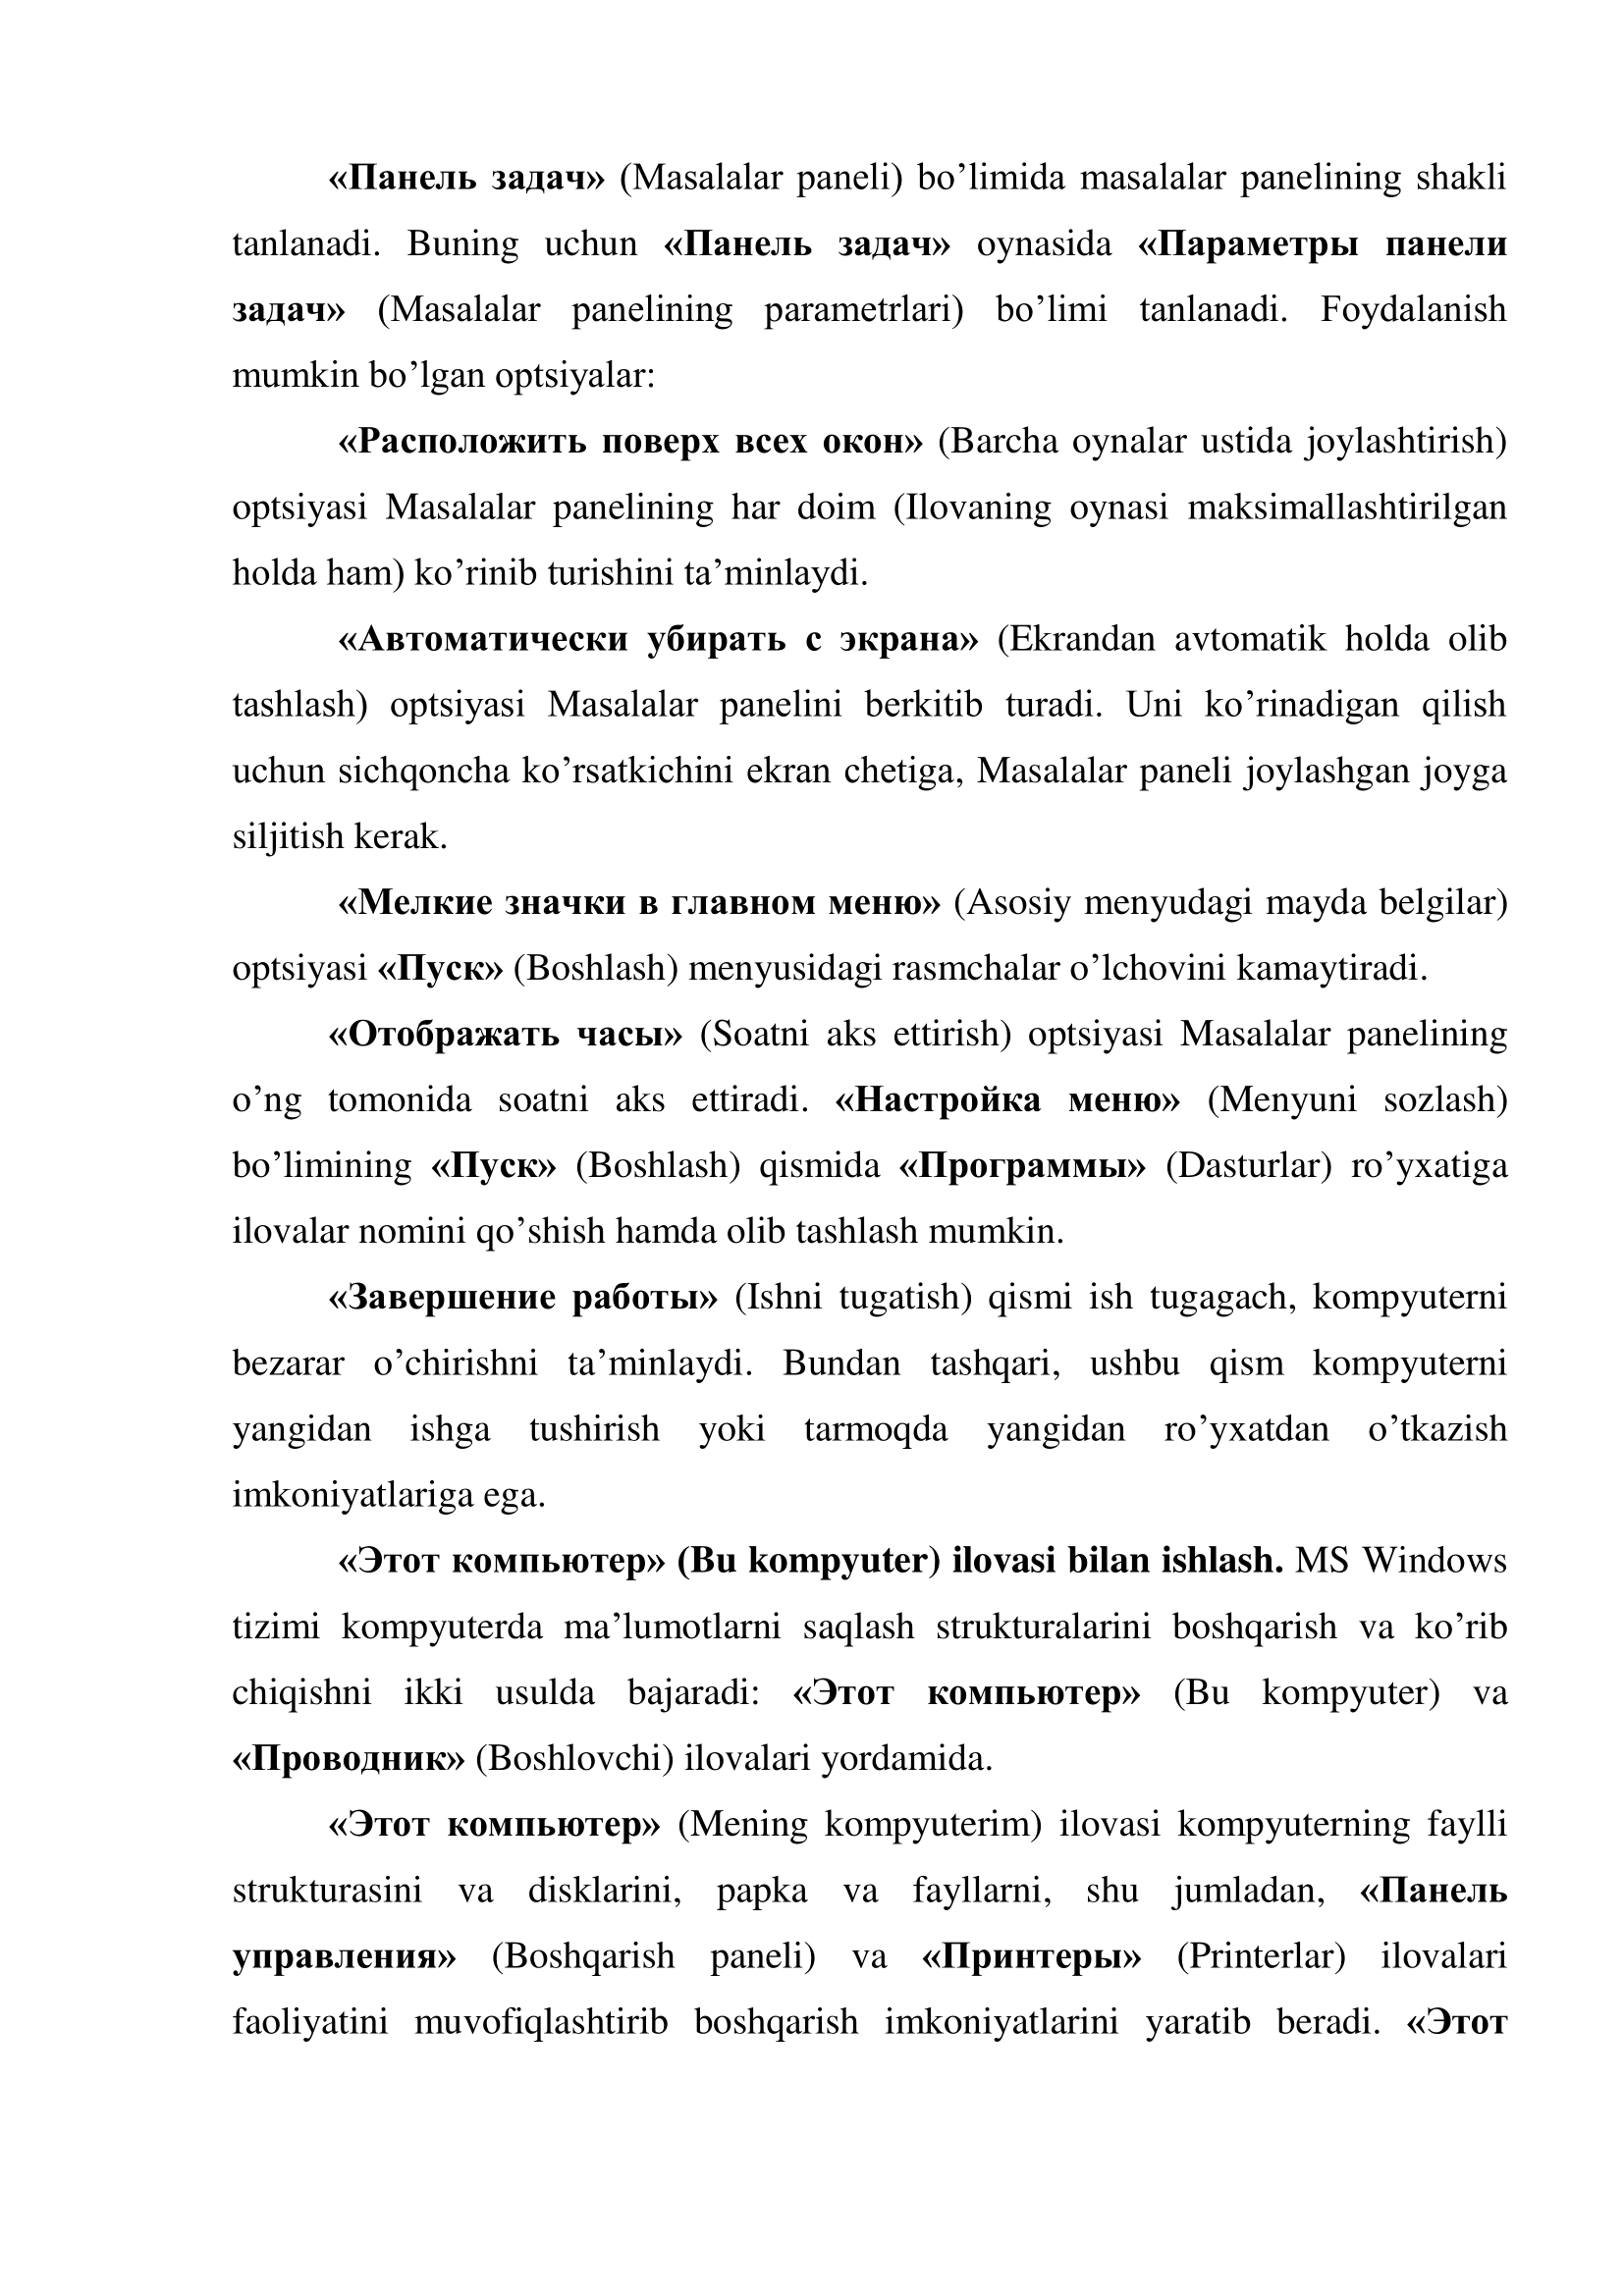 «Панель задач» (Masalalar paneli) bo’limida masalalar panelining shakli
tanlanadi. Buning uchun «Панель задач» oynasida «Параметры панели
задач» (Masalalar panelining parametrlari) bo’limi tanlanadi. Foydalanish
mumkin bo’lgan optsiyalar:
«Расположить поверх всех окон» (Barcha oynalar ustida joylashtirish)
optsiyasi Masalalar panelining har doim (Ilovaning oynasi maksimallashtirilgan
holda ham) ko’rinib turishini ta’minlaydi.
«Автоматически убирать с экрана» (Ekrandan avtomatik holda olib
tashlash) optsiyasi Masalalar panelini berkitib turadi. Uni ko’rinadigan qilish
uchun sichqoncha ko’rsatkichini ekran chetiga, Masalalar paneli joylashgan joyga
siljitish kerak.
«Мелкие значки в главном меню» (Asosiy menyudagi mayda belgilar)
optsiyasi «Пуск» (Boshlash) menyusidagi rasmchalar o’lchovini kamaytiradi.
«Отображать часы» (Soatni aks ettirish) optsiyasi Masalalar panelining
o’ng tomonida soatni aks ettiradi. «Настройка меню» (Menyuni sozlash)
bo’limining «Пуск» (Boshlash) qismida «Программы» (Dasturlar) ro’yxatiga
ilovalar nomini qo’shish hamda olib tashlash mumkin.
«Завершение работы» (Ishni tugatish) qismi ish tugagach, kompyuterni
bezarar o’chirishni ta’minlaydi. Bundan tashqari, ushbu qism kompyuterni
yangidan ishga tushirish yoki tarmoqda yangidan ro’yxatdan o’tkazish
imkoniyatlariga ega.
«Этот компьютер» (Bu kompyuter) ilovasi bilan ishlash. MS Windows
tizimi kompyuterda ma’lumotlarni saqlash strukturalarini boshqarish va ko’rib
chiqishni ikki usulda bajaradi: «Этот компьютер» (Bu kompyuter) va
«Проводник» (Boshlovchi) ilovalari yordamida.
«Этот компьютер» (Mening kompyuterim) ilovasi kompyuterning faylli
strukturasini va disklarini, papka va fayllarni, shu jumladan, «Панель
управления» (Boshqarish paneli) va «Принтеры» (Printerlar) ilovalari
faoliyatini muvofiqlashtirib boshqarish imkoniyatlarini yaratib beradi. «Этот